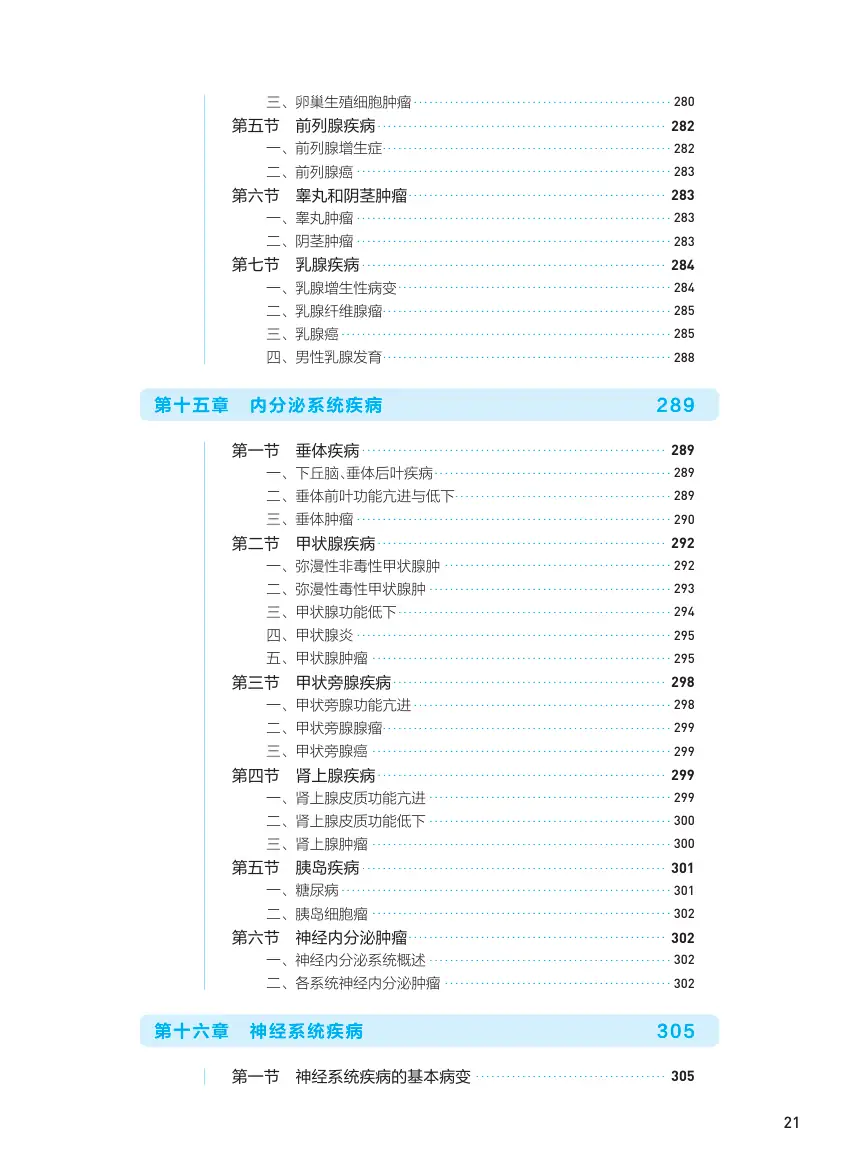 三、卵巢生殖细胞肿瘤 280
第五节 前列腺疾病 282
一、前列腺增生症 282
二、前列腺癌 283
第六节 睾丸和阴茎肿瘤 283
一、睾丸肿瘤 283
二、阴茎肿瘤 283
第七节 乳腺疾病 284
一、乳腺增生性病变 284
二、乳腺纤维腺瘤 285
三、乳腺癌 285
四、男性乳腺发育 288
第十五章 内分泌系统疾病 289
第一节 垂体疾病 289
一、下丘脑、垂体后叶疾病 289
二、垂体前叶功能亢进与低下 289
三、垂体肿瘤 290
第二节 甲状腺疾病 292
一、弥漫性非毒性甲状腺肿 292
二、弥漫性毒性甲状腺肿 293
三、甲状腺功能低下 294
四、甲状腺炎 295
五、甲状腺肿瘤 295
第三节 甲状旁腺疾病 298
一、甲状旁腺功能亢进 298
二、甲状旁腺腺瘤 299
三、甲状旁腺癌 299
第四节 肾上腺疾病 299
一、肾上腺皮质功能亢进 299
二、肾上腺皮质功能低下 300
三、肾上腺肿瘤 300
第五节 胰岛疾病 301
一、糖尿病 301
二、胰岛细胞瘤 302
第六节 神经内分泌肿瘤 302
一、神经内分泌系统概述 302
二、各系统神经内分泌肿瘤 302
第十六章 神经系统疾病 305
第一节 神经系统疾病的基本病变 305
21